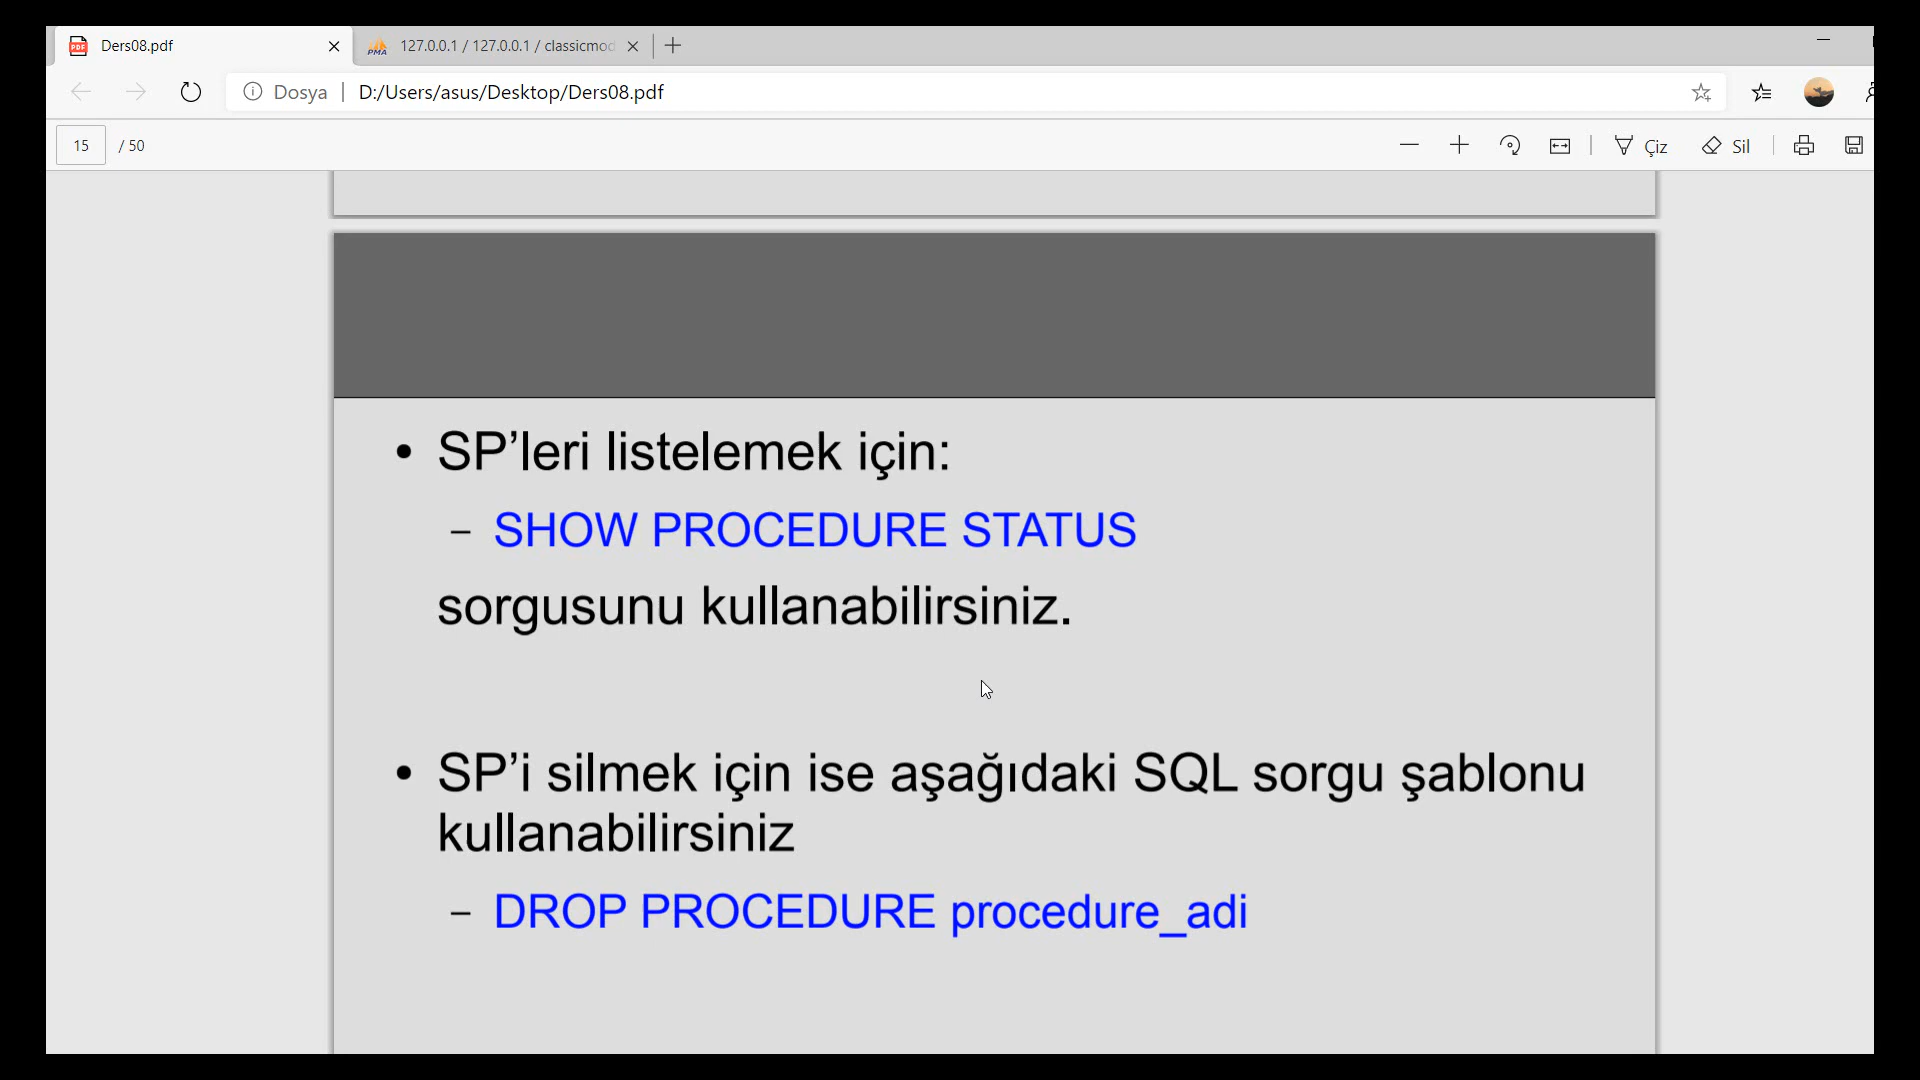 Ders08.pdf
127.0.0.1 / 127.0.0.1 / classicmod
Dosya | D:/Users/asus/Desktop/Ders08.pdf
15 / 50
Çiz
Sil
• SP’leri listelemek için:
– SHOW PROCEDURE STATUS
sorgusunu kullanabilirsiniz.
• SP’i silmek için ise aşağıdaki SQL sorgu şablonu
kullanabilirsiniz
– DROP PROCEDURE procedure_adi